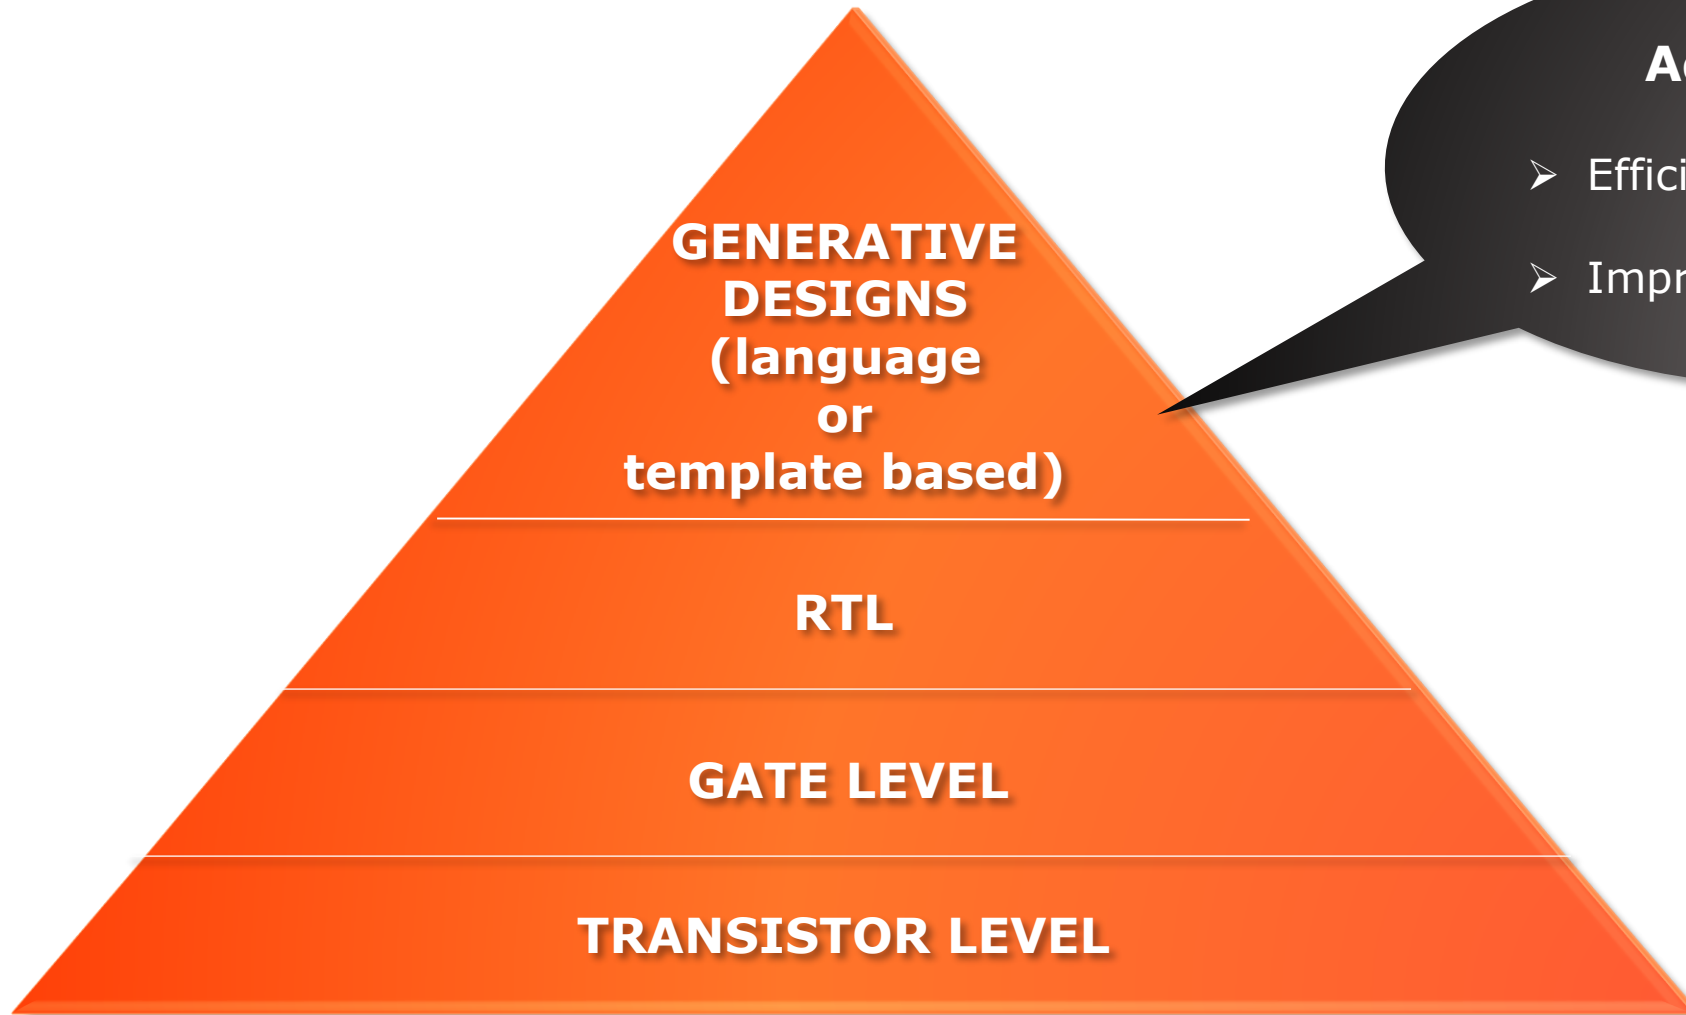 GENERATIVE
DESIGNS
(language
or
template based)
RTL
GATE LEVEL
TRANSISTOR LEVEL